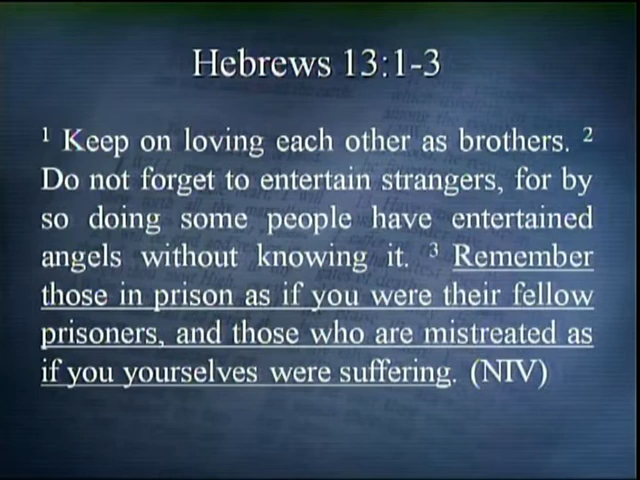 Hebrews 13:1-3
¹ Keep on loving each other as brothers. ²
Do not forget to entertain strangers, for by
so doing some people have entertained
angels without knowing it. ³ Remember
those in prison as if you were their fellow
prisoners, and those who are mistreated as
if you yourselves were suffering. (NIV)